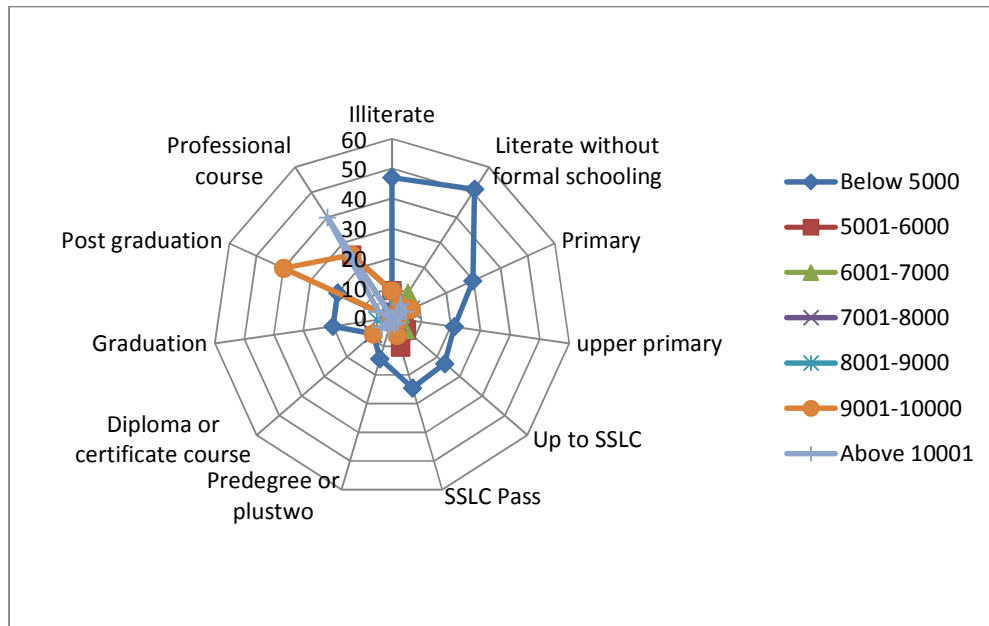 Illiterate
Literate without
formal schooling
Primary
upper primary
Up to SSLC
SSLC Pass
Predegree or
plustwo
Diploma or
certificate course
Graduation
Post graduation
Professional
course
60
50
40
30
20
10
0
Below 5000
5001-6000
6001-7000
7001-8000
8001-9000
9001-10000
Above 10001